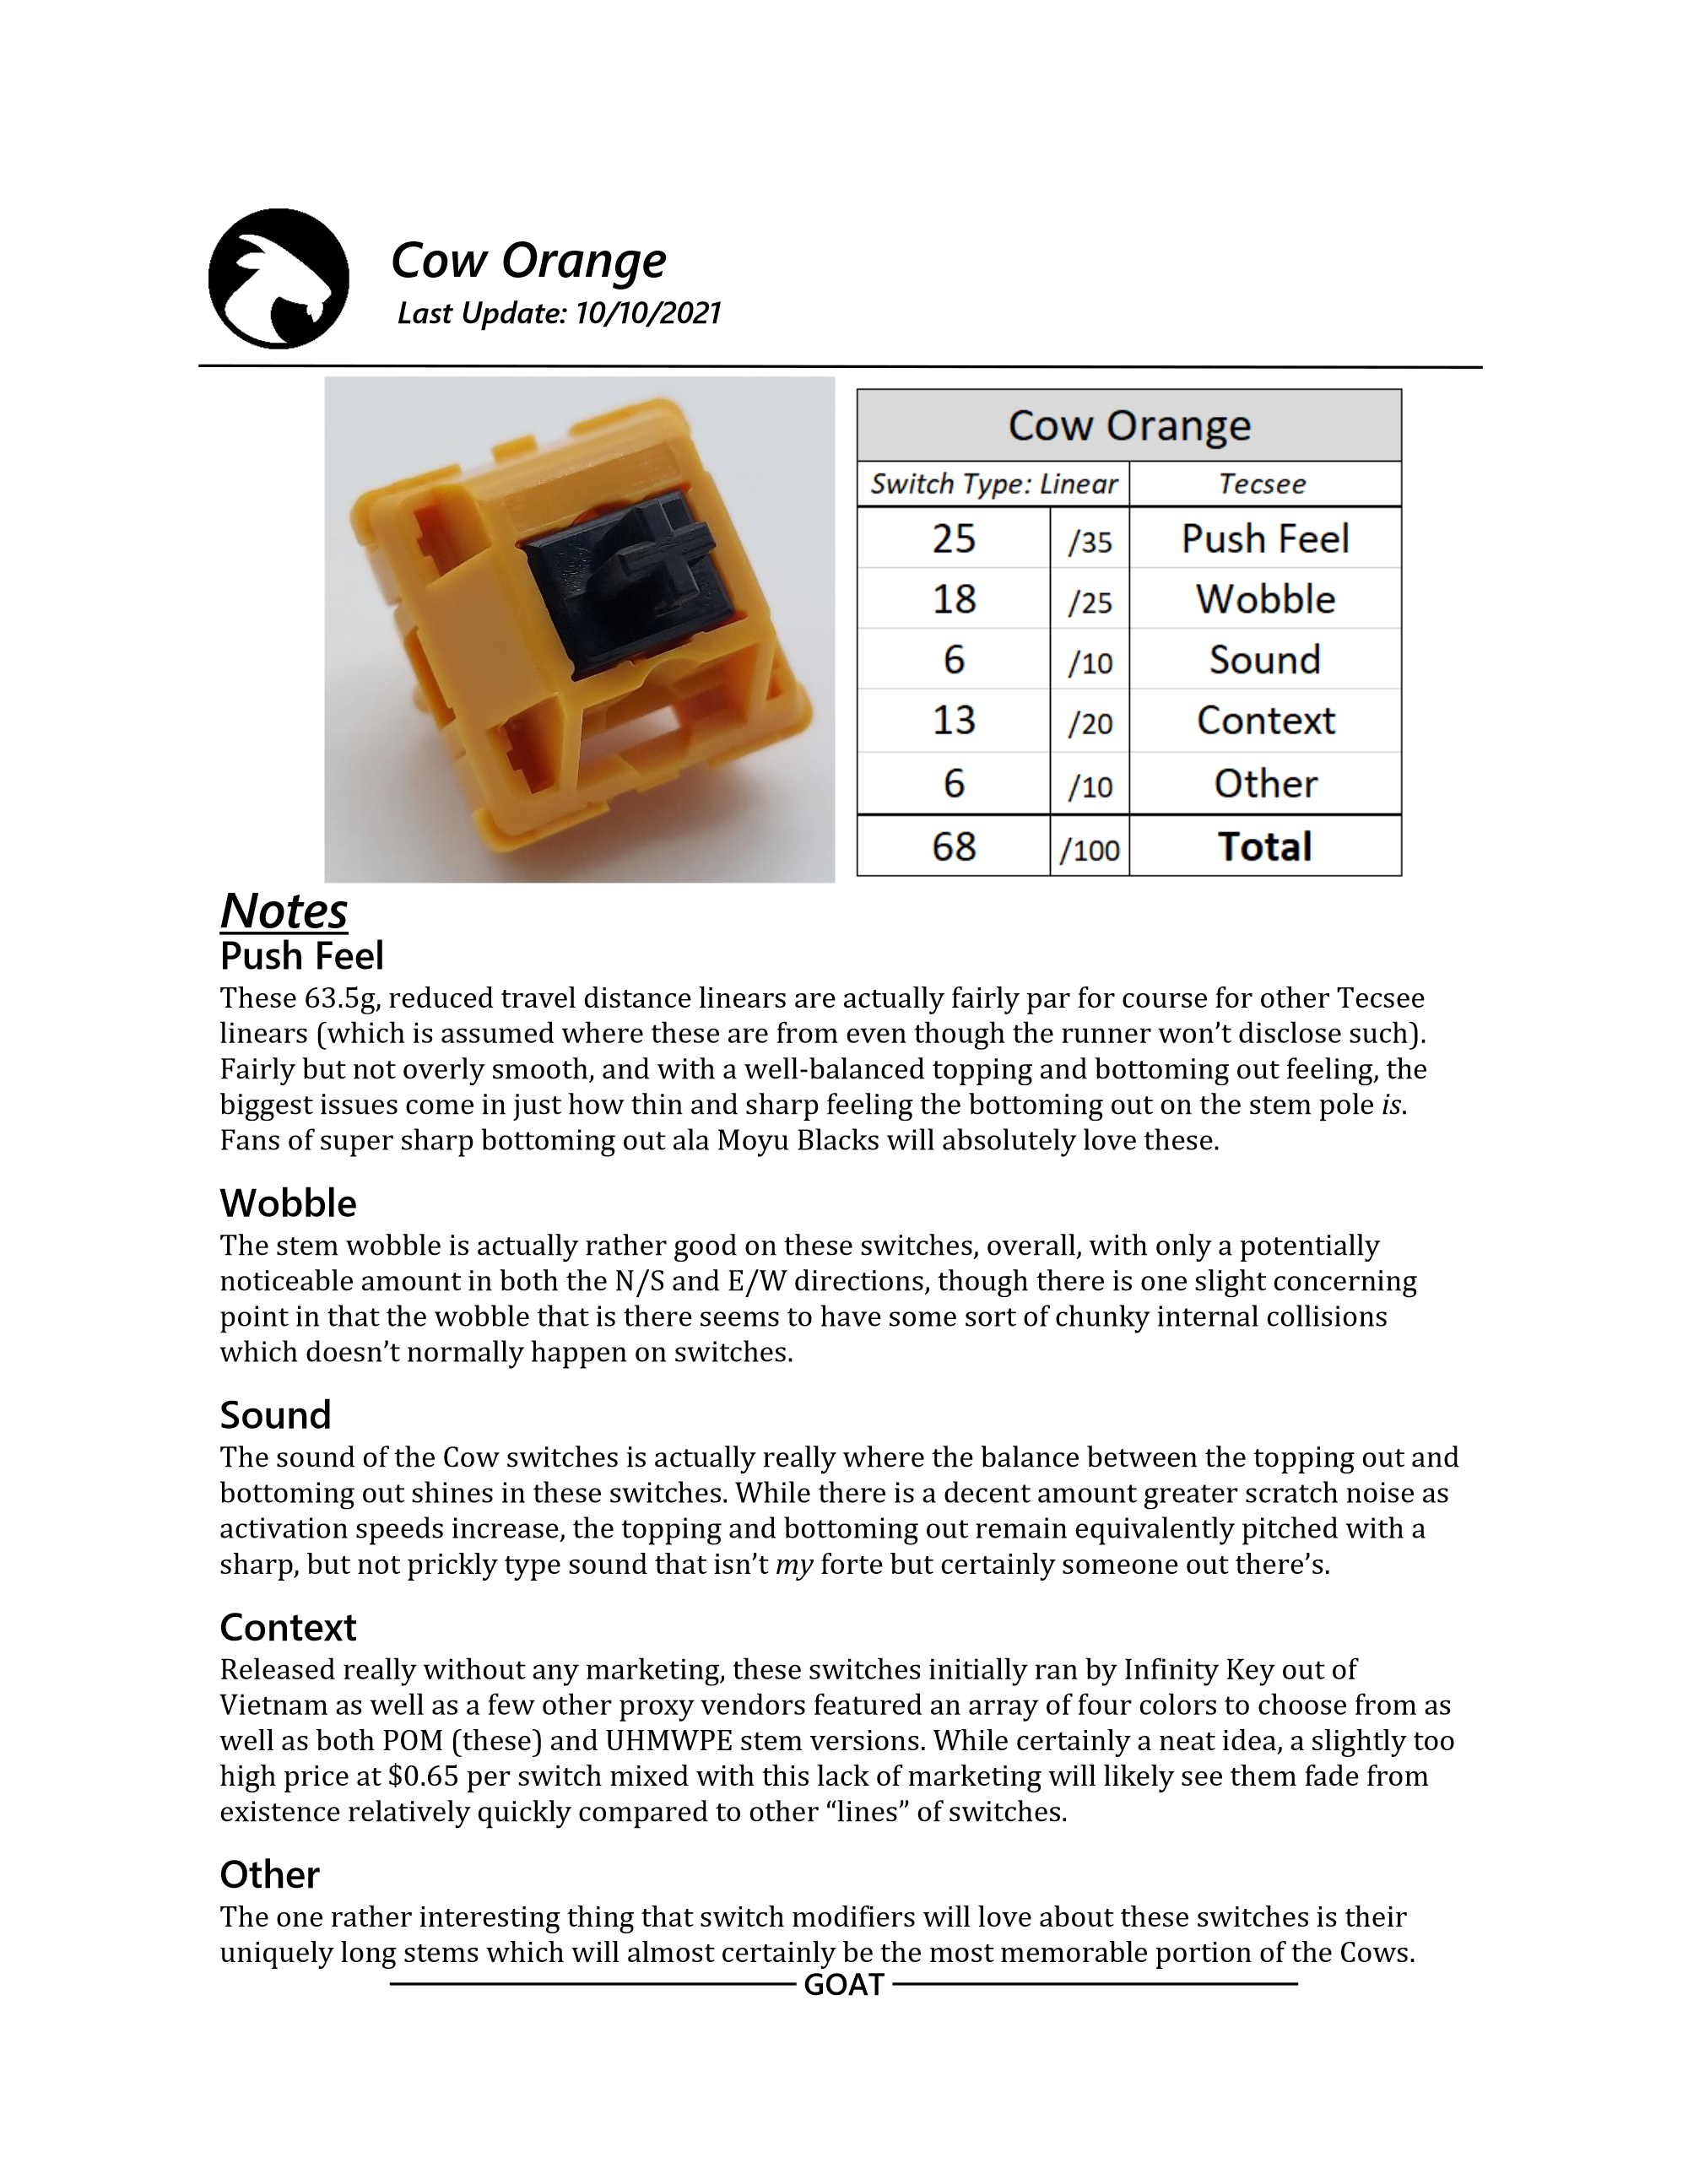 Cow Orange
Last Update: 10/10/2021
Cow Orange
Switch Type: Linear Tecsee
25 /35 Push Feel
18 /25 Wobble
6 /10 Sound
13 /20 Context
6 /10 Other
68 /100 Total
Notes
Push Feel
These 63.5g, reduced travel distance linears are actually fairly par for course for other Tecsee
linears (which is assumed where these are from even though the runner won’t disclose such).
Fairly but not overly smooth, and with a well-balanced topping and bottoming out feeling, the
biggest issues come in just how thin and sharp feeling the bottoming out on the stem pole is.
Fans of super sharp bottoming out ala Moyu Blacks will absolutely love these.
Wobble
The stem wobble is actually rather good on these switches, overall, with only a potentially
noticeable amount in both the N/S and E/W directions, though there is one slight concerning
point in that the wobble that is there seems to have some sort of chunky internal collisions
which doesn’t normally happen on switches.
Sound
The sound of the Cow switches is actually really where the balance between the topping out and
bottoming out shines in these switches. While there is a decent amount greater scratch noise as
activation speeds increase, the topping and bottoming out remain equivalently pitched with a
sharp, but not prickly type sound that isn’t my forte but certainly someone out there’s.
Context
Released really without any marketing, these switches initially ran by Infinity Key out of
Vietnam as well as a few other proxy vendors featured an array of four colors to choose from as
well as both POM (these) and UHMWPE stem versions. While certainly a neat idea, a slightly too
high price at $0.65 per switch mixed with this lack of marketing will likely see them fade from
existence relatively quickly compared to other “lines” of switches.
Other
The one rather interesting thing that switch modifiers will love about these switches is their
uniquely long stems which will almost certainly be the most memorable portion of the Cows.
GOAT